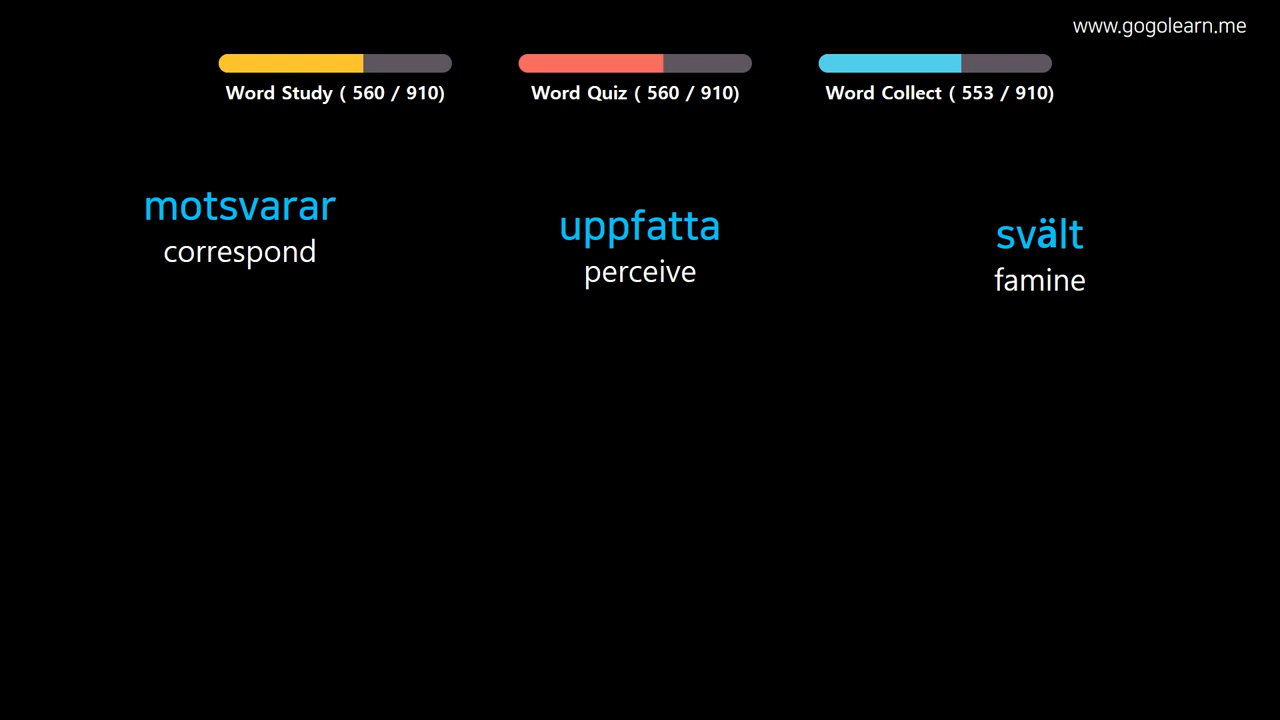 www.gogolearn.me
Word Study ( 560 / 910)
Word Quiz ( 560 / 910)
Word Collect ( 553 / 910)
motsvarar
correspond
uppfatta
perceive
svält
famine